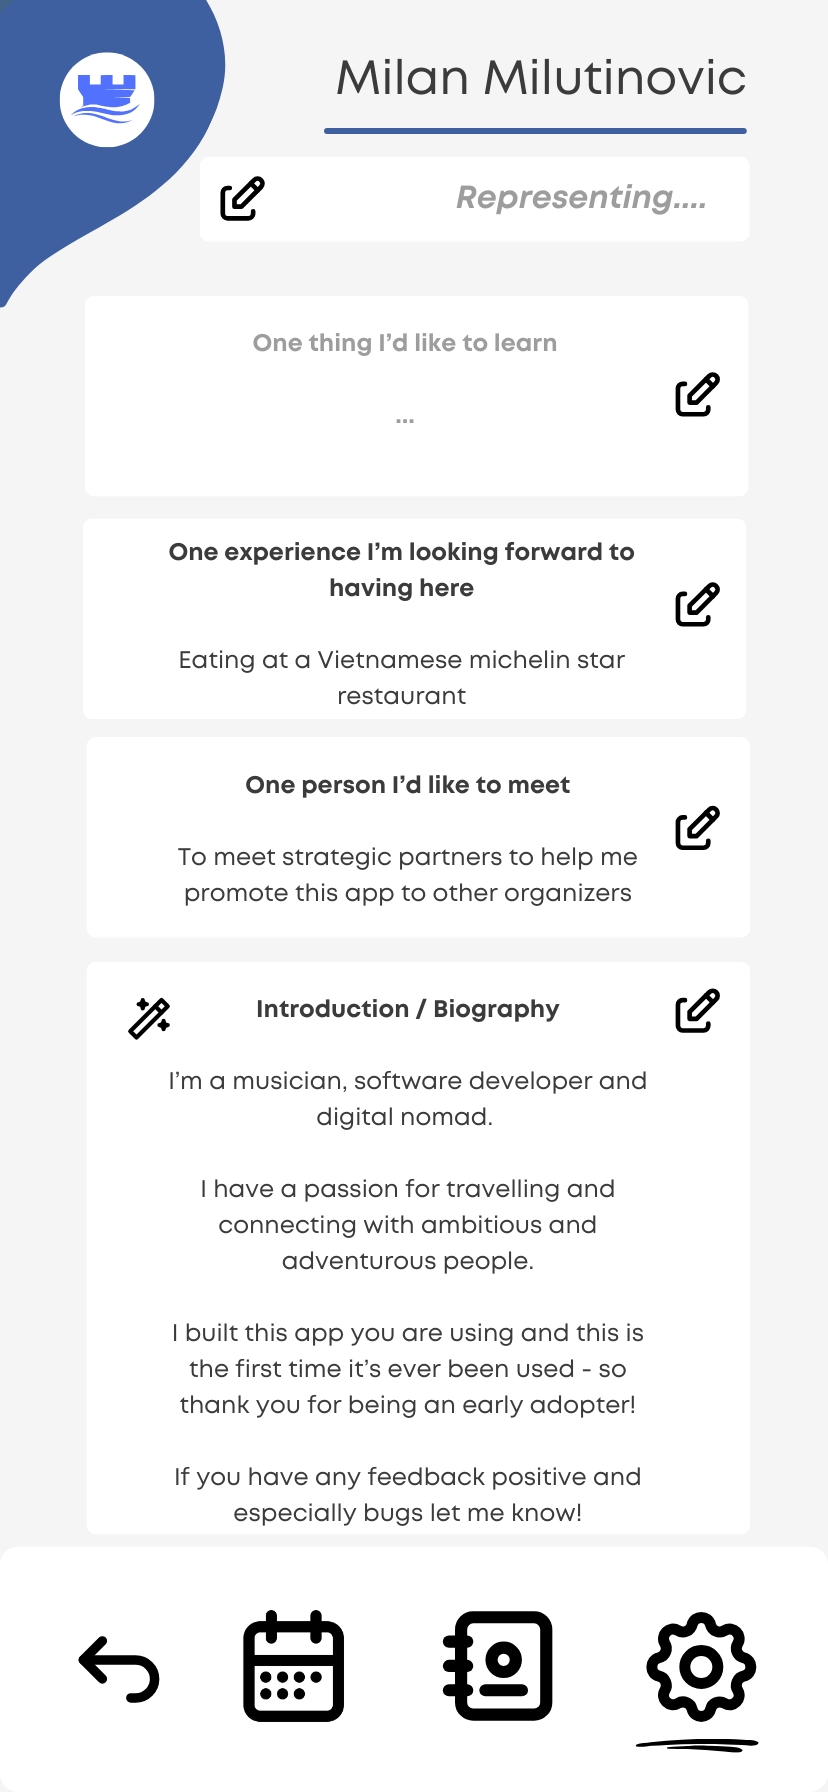 Milan Milutinovic
Representing....
One thing I’d like to learn
...
One experience I’m looking forward to
having here
Eating at a Vietnamese michelin star
restaurant
One person I’d like to meet
To meet strategic partners to help me
promote this app to other organizers
Introduction / Biography
I’m a musician, software developer and
digital nomad.
I have a passion for travelling and
connecting with ambitious and
adventurous people.
I built this app you are using and this is
the first time it’s ever been used - so
thank you for being an early adopter!
If you have any feedback positive and
especially bugs let me know!